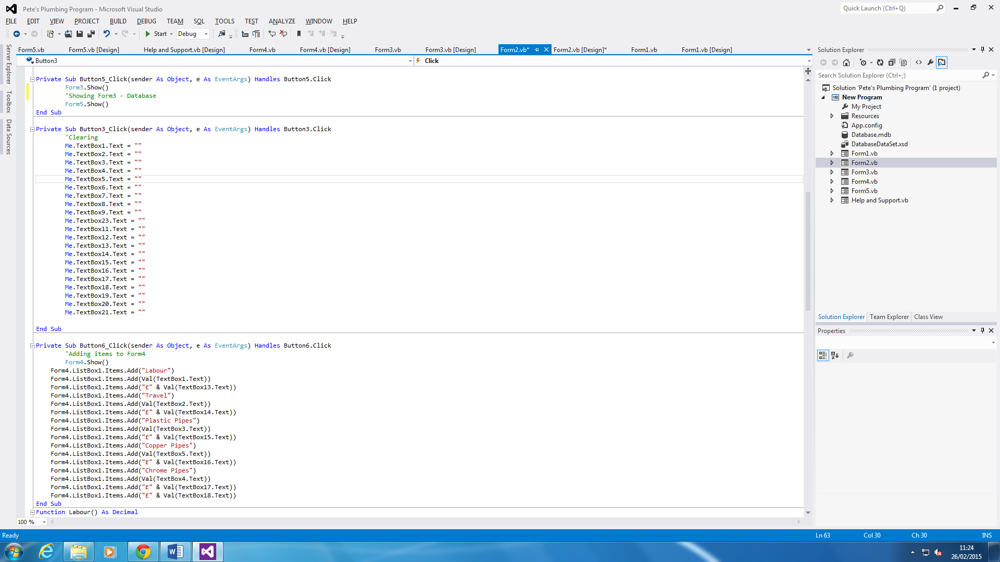 Pete's Plumbing Program - Microsoft Visual Studio
Quick Launch (Ctrl+Q)
FILE EDIT VIEW PROJECT BUILD DEBUG TEAM SQL TOOLS TEST ANALYZE WINDOW HELP
Start Debug
Form5.vb Form5.vb [Design] Help and Support.vb [Design] Form4.vb Form4.vb [Design] Form3.vb Form3.vb [Design] Form2.vb* Form2.vb [Design]* Form1.vb Form1.vb [Design]
Button3 Click
Server Explorer
Toolbox
Data Sources
Private Sub Button5_Click(sender As Object, e As EventArgs) Handles Button5.Click
Form3.Show()
'Showing Form3 - Database
Form5.Show()
End Sub
Private Sub Button3_Click(sender As Object, e As EventArgs) Handles Button3.Click
'Clearing
Me.TextBox1.Text = ""
Me.TextBox2.Text = ""
Me.TextBox3.Text = ""
Me.TextBox4.Text = ""
Me.TextBox5.Text = ""
Me.TextBox6.Text = ""
Me.TextBox7.Text = ""
Me.TextBox8.Text = ""
Me.TextBox9.Text = ""
Me.Textbox23.Text = ""
Me.TextBox11.Text = ""
Me.TextBox12.Text = ""
Me.TextBox13.Text = ""
Me.TextBox14.Text = ""
Me.TextBox15.Text = ""
Me.TextBox16.Text = ""
Me.TextBox17.Text = ""
Me.TextBox18.Text = ""
Me.TextBox19.Text = ""
Me.TextBox20.Text = ""
Me.TextBox21.Text = ""
End Sub
Private Sub Button6_Click(sender As Object, e As EventArgs) Handles Button6.Click
'Adding items to Form4
Form4.Show()
Form4.ListBox1.Items.Add("Labour")
Form4.ListBox1.Items.Add(Val(TextBox1.Text))
Form4.ListBox1.Items.Add("£" & Val(TextBox13.Text))
Form4.ListBox1.Items.Add("Travel")
Form4.ListBox1.Items.Add(Val(TextBox2.Text))
Form4.ListBox1.Items.Add("£" & Val(TextBox14.Text))
Form4.ListBox1.Items.Add("Plastic Pipes")
Form4.ListBox1.Items.Add(Val(TextBox3.Text))
Form4.ListBox1.Items.Add("£" & Val(TextBox15.Text))
Form4.ListBox1.Items.Add("Copper Pipes")
Form4.ListBox1.Items.Add(Val(TextBox5.Text))
Form4.ListBox1.Items.Add("£" & Val(TextBox16.Text))
Form4.ListBox1.Items.Add("Chrome Pipes")
Form4.ListBox1.Items.Add(Val(TextBox4.Text))
Form4.ListBox1.Items.Add("£" & Val(TextBox17.Text))
Form4.ListBox1.Items.Add("£" & Val(TextBox18.Text))
End Sub
Function Labour() As Decimal
100 %
Solution Explorer
Search Solution Explorer (Ctrl+;)
Solution 'Pete's Plumbing Program' (1 project)
VB New Program
My Project
Resources
App.config
Database.mdb
DatabaseDataSet.xsd
Form1.vb
Form2.vb
Form3.vb
Form4.vb
Form5.vb
Help and Support.vb
Solution Explorer Team Explorer Class View
Properties
Ready Ln 63 Col 30 Ch 30 INS
11:24
26/02/2015